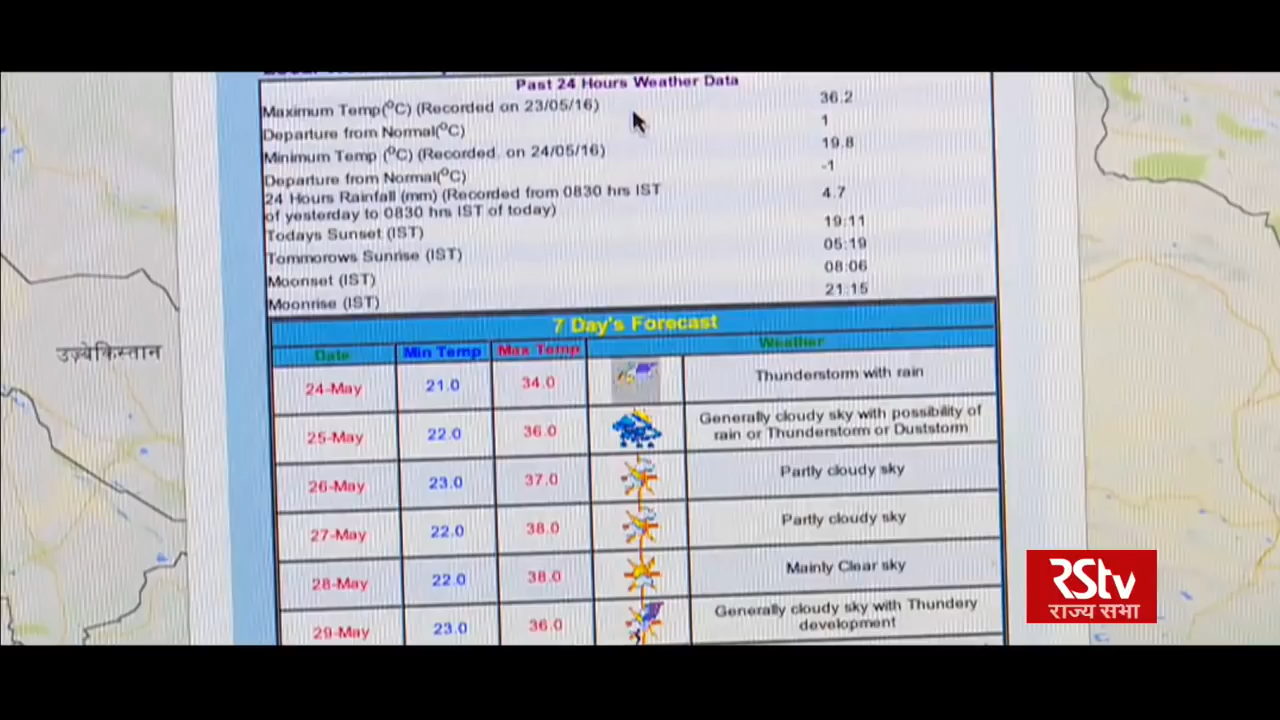 Past 24 Hours Weather Data
Maximum Temp(°C) (Recorded on 23/05/16) 36.2
Departure from Normal(°C) 1
Minimum Temp (°C) (Recorded. on 24/05/16) 19.8
Departure from Normal(°C) -1
24 Hours Rainfall (mm) (Recorded from 0830 hrs IST
of yesterday to 0830 hrs IST of today) 4.7
Todays Sunset (IST) 19:11
Tommorows Sunrise (IST) 05:19
Moonset (IST) 08:06
Moonrise (IST) 21:15
7 Day's Forecast
Date Min Temp Max Temp Weather
24-May 21.0 34.0 Thunderstorm with rain
25-May 22.0 36.0 Generally cloudy sky with possibility of
rain or Thunderstorm or Duststorm
26-May 23.0 37.0 Partly cloudy sky
27-May 22.0 38.0 Partly cloudy sky
28-May 22.0 38.0 Mainly Clear sky
29-May 23.0 36.0 Generally cloudy sky with Thundery
development
उज़्बेकिस्तान
RStv
राज्य सभा